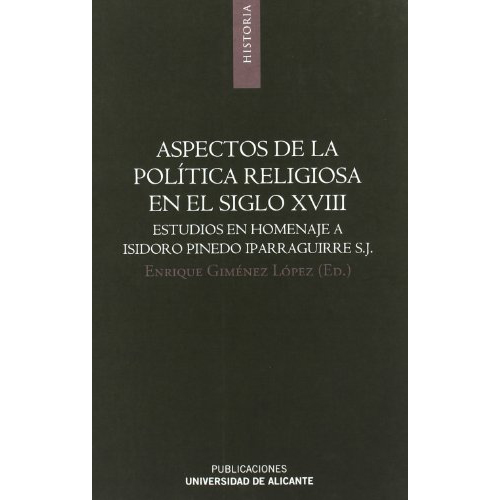 HISTORIA
ASPECTOS DE LA
POLÍTICA RELIGIOSA
EN EL SIGLO XVIII
ESTUDIOS EN HOMENAJE A
ISIDORO PINEDO IPARRAGUIRRE S.J.
ENRIQUE GIMÉNEZ LÓPEZ (ED.)
PUBLICACIONES
UNIVERSIDAD DE ALICANTE